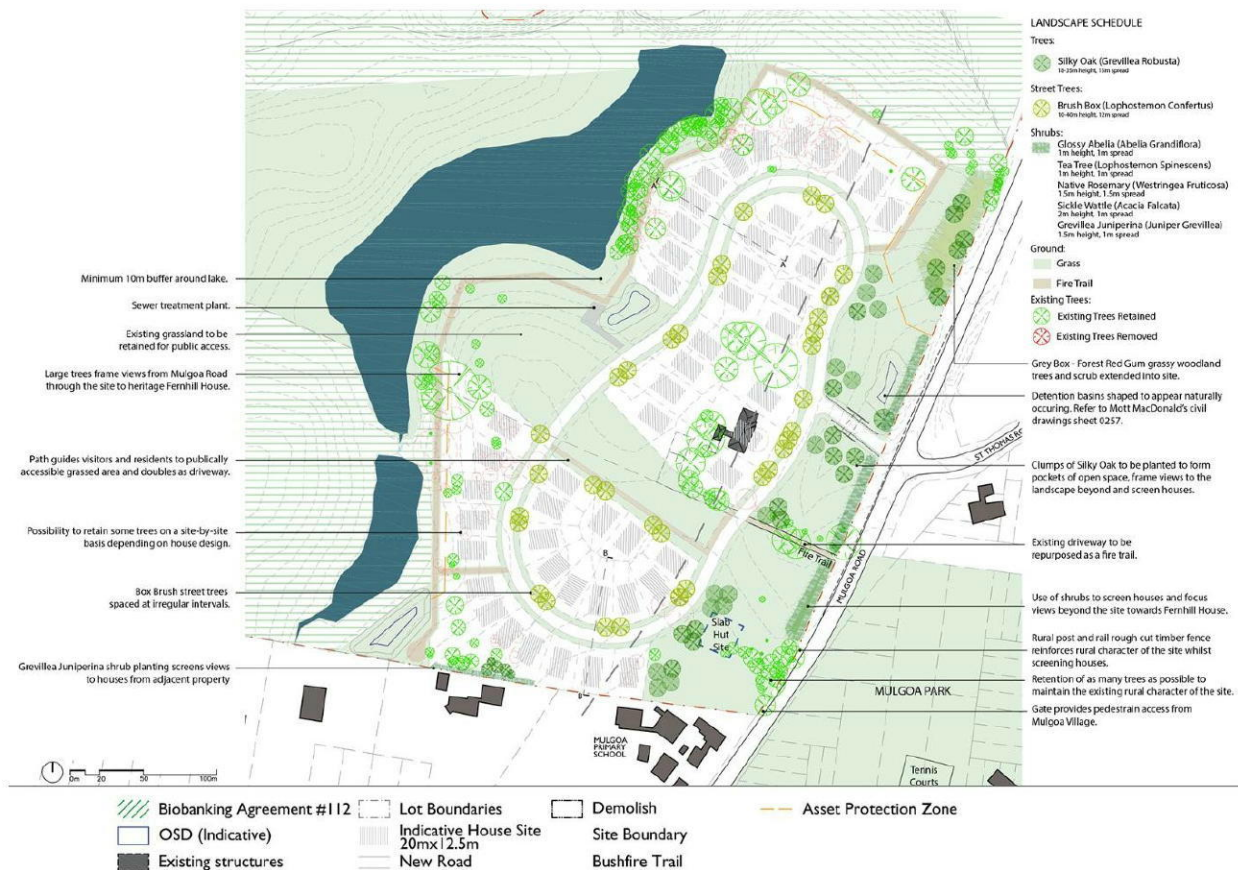 LANDSCAPE SCHEDULE
Trees:
Silky Oak (Grevillea Robusta)
18-25m height, 15m spread
Street Trees:
Brush Box (Lophostemon Confertus)
10-40m height, 12m spread
Shrubs:
Glossy Abelia (Abelia Grandiflora)
1m height, 1m spread
Tea Tree (Lophostemon Spinescens)
1m height, 1m spread
Native Rosemary (Westringea Fruticosa)
1.5m height, 1.5m spread
Sickle Wattle (Acacia Falcata)
2m height, 1m spread
Grevillea Juniperina (Juniper Grevillea)
1.5m height, 1m spread
Ground:
Grass
Fire Trail
Existing Trees:
Existing Trees Retained
Existing Trees Removed
Grey Box - Forest Red Gum grassy woodland
trees and scrub extended into site.
Detention basins shaped to appear naturally
occuring. Refer to Mott MacDonald's civil
drawings sheet 0257.
Clumps of Silky Oak to be planted to form
pockets of open space, frame views to the
landscape beyond and screen houses.
Existing driveway to be
repurposed as a fire trail.
Use of shrubs to screen houses and focus
views beyond the site towards Fernhill House.
Rural post and rail rough cut timber fence
reinforces rural character of the site whilst
screening houses.
Retention of as many trees as possible to
maintain the existing rural character of the site.
Gate provides pedestrain access from
Mulgoa Village.
Minimum 10m buffer around lake.
Sewer treatment plant.
Existing grassland to be
retained for public access.
Large trees frame views from Mulgoa Road
through the site to heritage Fernhill House.
Path guides visitors and residents to publically
accessible grassed area and doubles as driveway.
Possibility to retain some trees on a site-by-site
basis depending on house design.
Box Brush street trees
spaced at irregular intervals.
Grevillea Juniperina shrub planting screens views
to houses from adjacent property
A'
A'
B
B
Fire Trail
Slab
Hut
Site
MULGOA ROAD
ST THOMAS RO
MULGOA PARK
MULGOA
PRIMARY
SCHOOL
Tennis
Courts
0m 20 50 100m
Biobanking Agreement #112
OSD (Indicative)
Existing structures
Lot Boundaries
Indicative House Site
20mx12.5m
New Road
Demolish
Site Boundary
Bushfire Trail
Asset Protection Zone